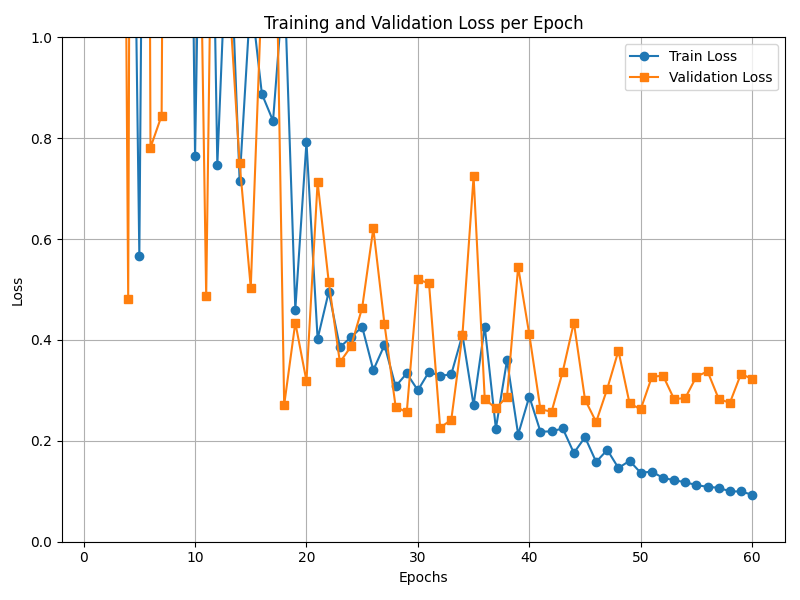 Training and Validation Loss per Epoch
Train Loss
Validation Loss
Loss
1.0
0.8
0.6
0.4
0.2
0.0
0 10 20 30 40 50 60
Epochs